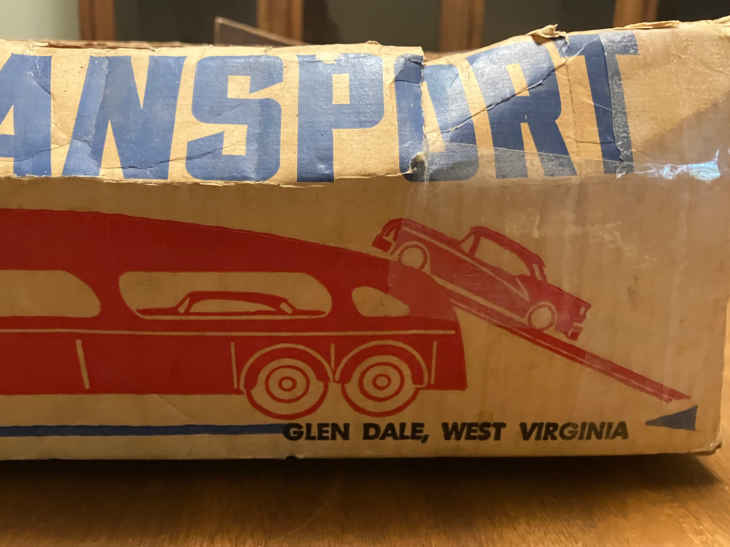 ANSPORT
GLEN DALE, WEST VIRGINIA